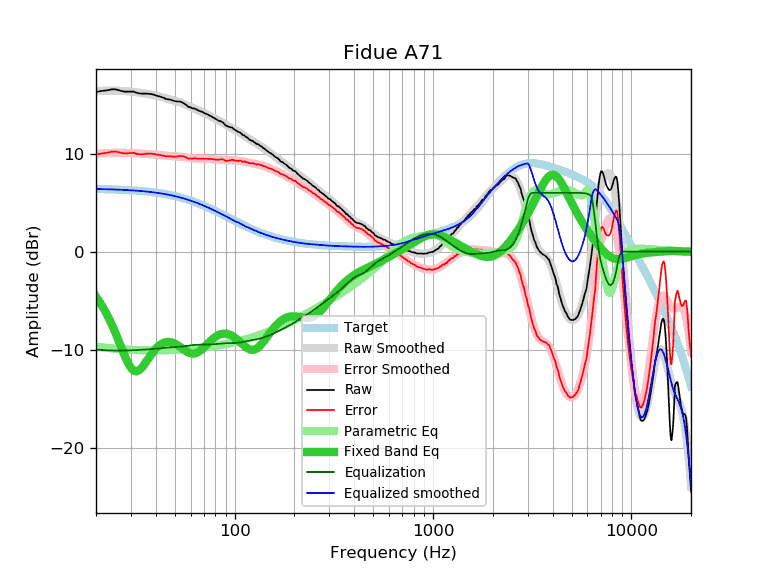 Fidue A71
Amplitude (dBr)
10
0
−10
−20
100
1000
10000
Frequency (Hz)
Target
Raw Smoothed
Error Smoothed
Raw
Error
Parametric Eq
Fixed Band Eq
Equalization
Equalized smoothed